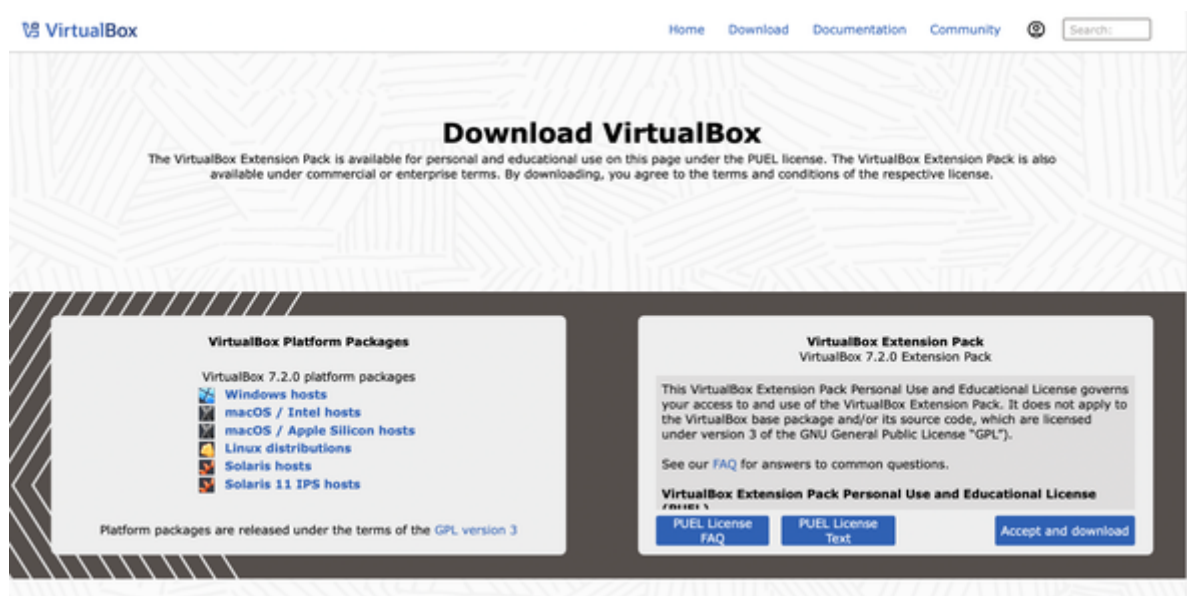 VirtualBox
Home Download Documentation Community Search:
Download VirtualBox
The VirtualBox Extension Pack is available for personal and educational use on this page under the PUEL license. The VirtualBox Extension Pack is also
available under commercial or enterprise terms. By downloading, you agree to the terms and conditions of the respective license.
VirtualBox Platform Packages
VirtualBox 7.2.0 platform packages
Windows hosts
macOS / Intel hosts
macOS / Apple Silicon hosts
Linux distributions
Solaris hosts
Solaris 11 IPS hosts
Platform packages are released under the terms of the GPL version 3
VirtualBox Extension Pack
VirtualBox 7.2.0 Extension Pack
This VirtualBox Extension Pack Personal Use and Educational License governs
your access to and use of the VirtualBox Extension Pack. It does not apply to
the VirtualBox base package and/or its source code, which are licensed
under version 3 of the GNU General Public License “GPL”).
See our FAQ for answers to common questions.
VirtualBox Extension Pack Personal Use and Educational License
(PUEL)
PUEL License
FAQ
PUEL License
Text
Accept and download